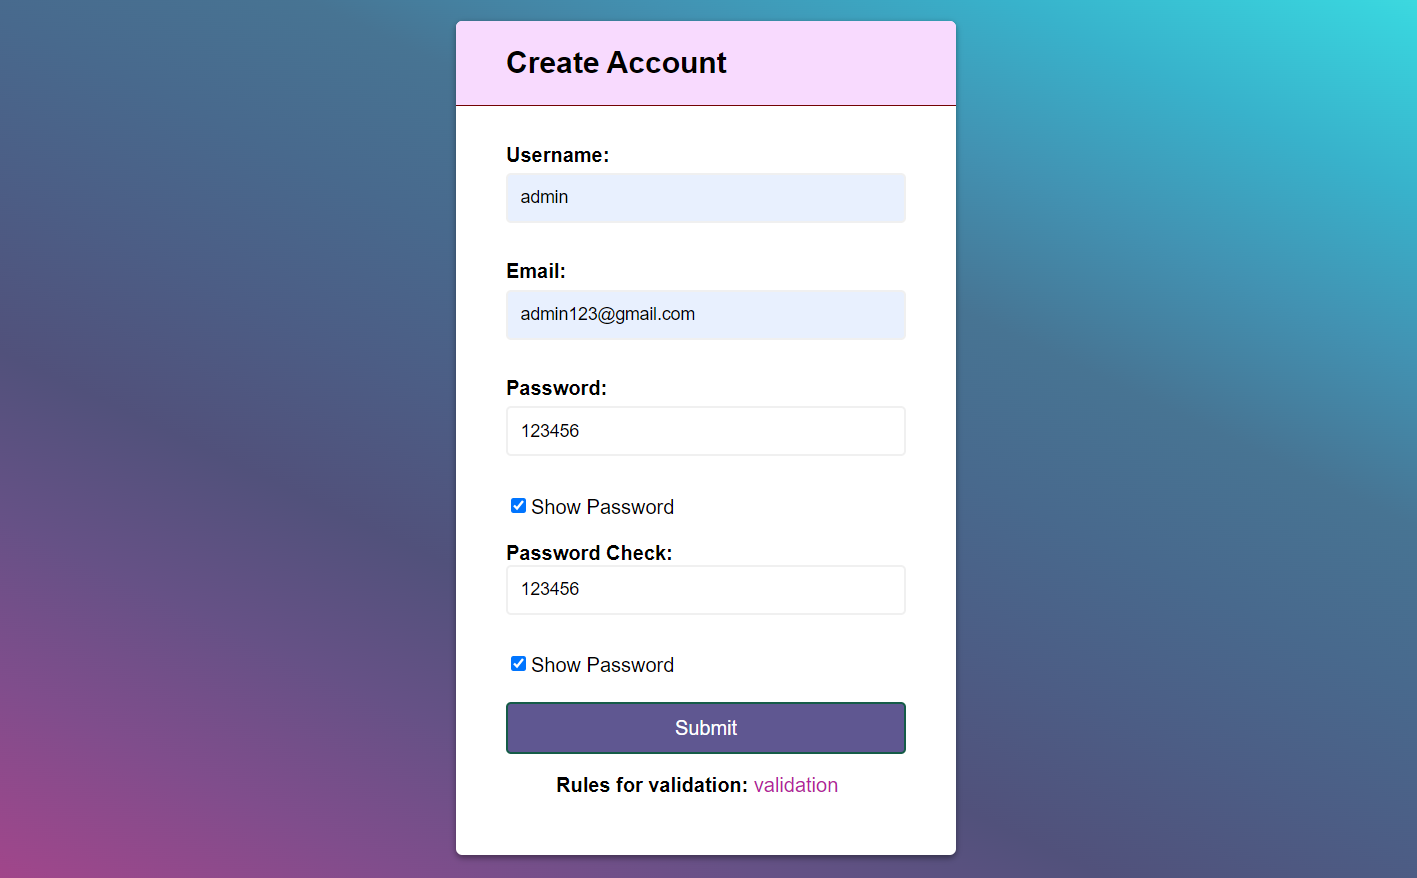 Create Account
Username:
admin
Email:
admin123@gmail.com
Password:
123456
Show Password
Password Check:
123456
Show Password
Submit
Rules for validation: validation